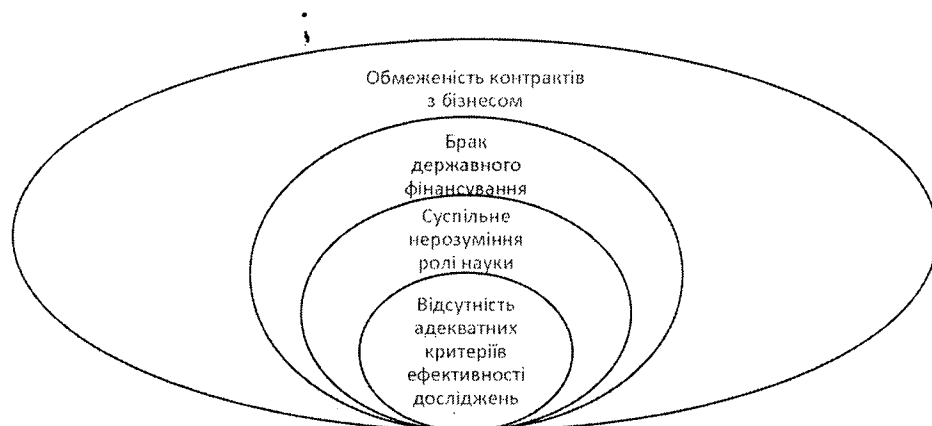 Обмеженість контрактів
з бізнесом
Брак
державного
фінансування
Суспільне
нерозуміння
ролі науки
Відсутність
адекватних
критеріїв
ефективності
досліджень